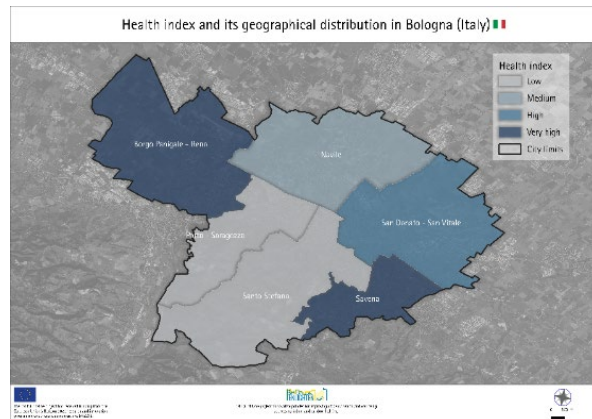 Health index and its geographical distribution in Bologna (Italy)
Health index
Low
Medium
High
Very high
City limits
Borgo Panigale - Reno
Navile
San Donato - San Vitale
Porto - Saragozza
Santo Stefano
Savena